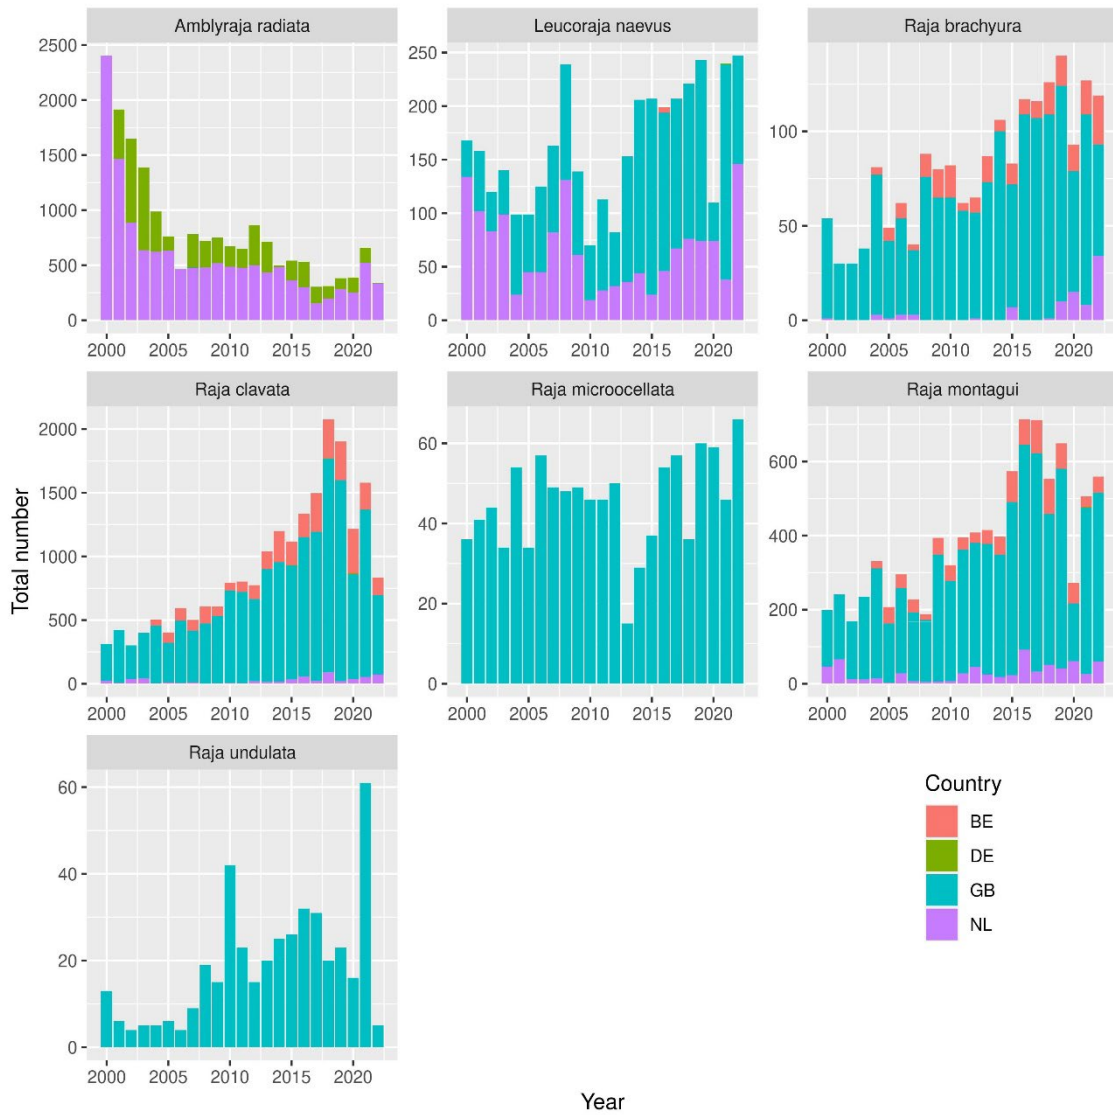 Amblyraja radiata
Leucoraja naevus
Raja brachyura
2500
2000
1500
1000
500
0
250
200
150
100
50
0
100
50
0
2000 2005 2010 2015 2020
2000 2005 2010 2015 2020
2000 2005 2010 2015 2020
Raja clavata
Raja microocellata
Raja montagui
2000
1500
1000
500
0
60
40
20
0
600
400
200
0
2000 2005 2010 2015 2020
2000 2005 2010 2015 2020
2000 2005 2010 2015 2020
Total number
Raja undulata
60
40
20
0
2000 2005 2010 2015 2020
Country
BE
DE
GB
NL
Year